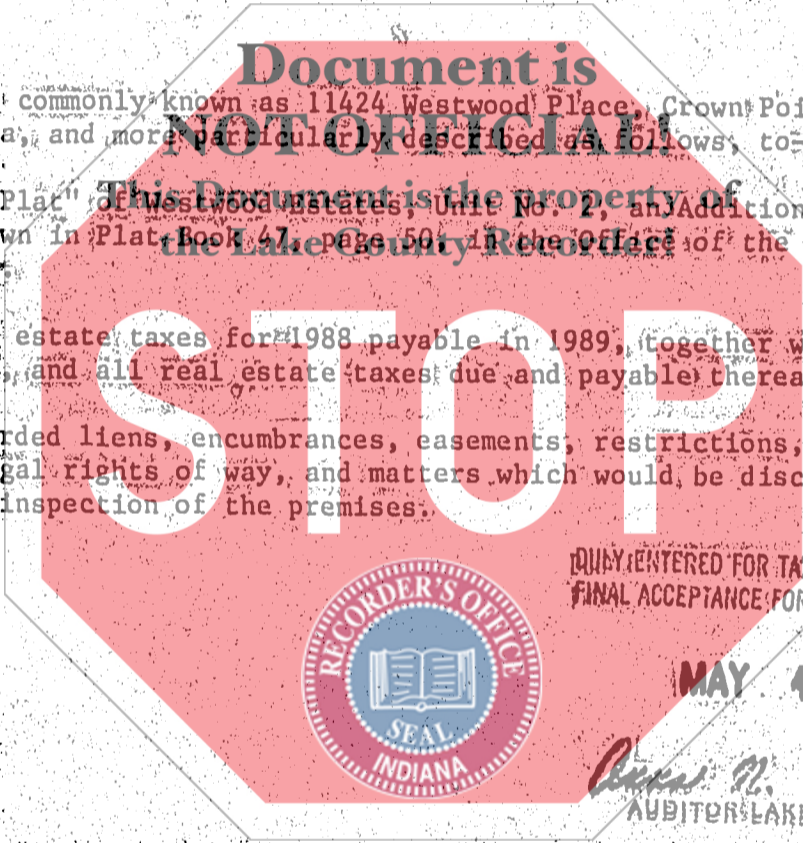 Document is
commonly known as 11424 Westwood Place, Crown Poi
a, and more particularly described as follows, to-
NOT OFFICIAL!
This Document is the property of
Plat" of Westwood Estates, Unit No. 2, an Addition
wn in Plat Book 47, page 50, in the Office of the
the Lake County Recorder!
STOP
estate taxes for 1988 payable in 1989, together w
, and all real estate taxes due and payable therea
rded liens, encumbrances, easements, restrictions,
gal rights of way, and matters which would be disc
inspection of the premises.
DULY ENTERED FOR TA
FINAL ACCEPTANCE FOR
RECORDER'S OFFICE
SEAL
INDIANA
MAY 4
AUDITOR LAKE